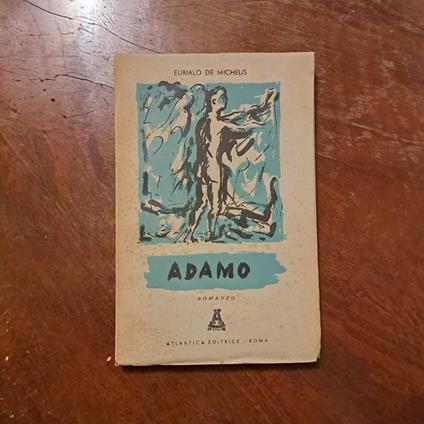 EURIALO DE MICHELIS
ADAMO
ROMANZO
A
ATLANTICA EDITRICE - ROMA